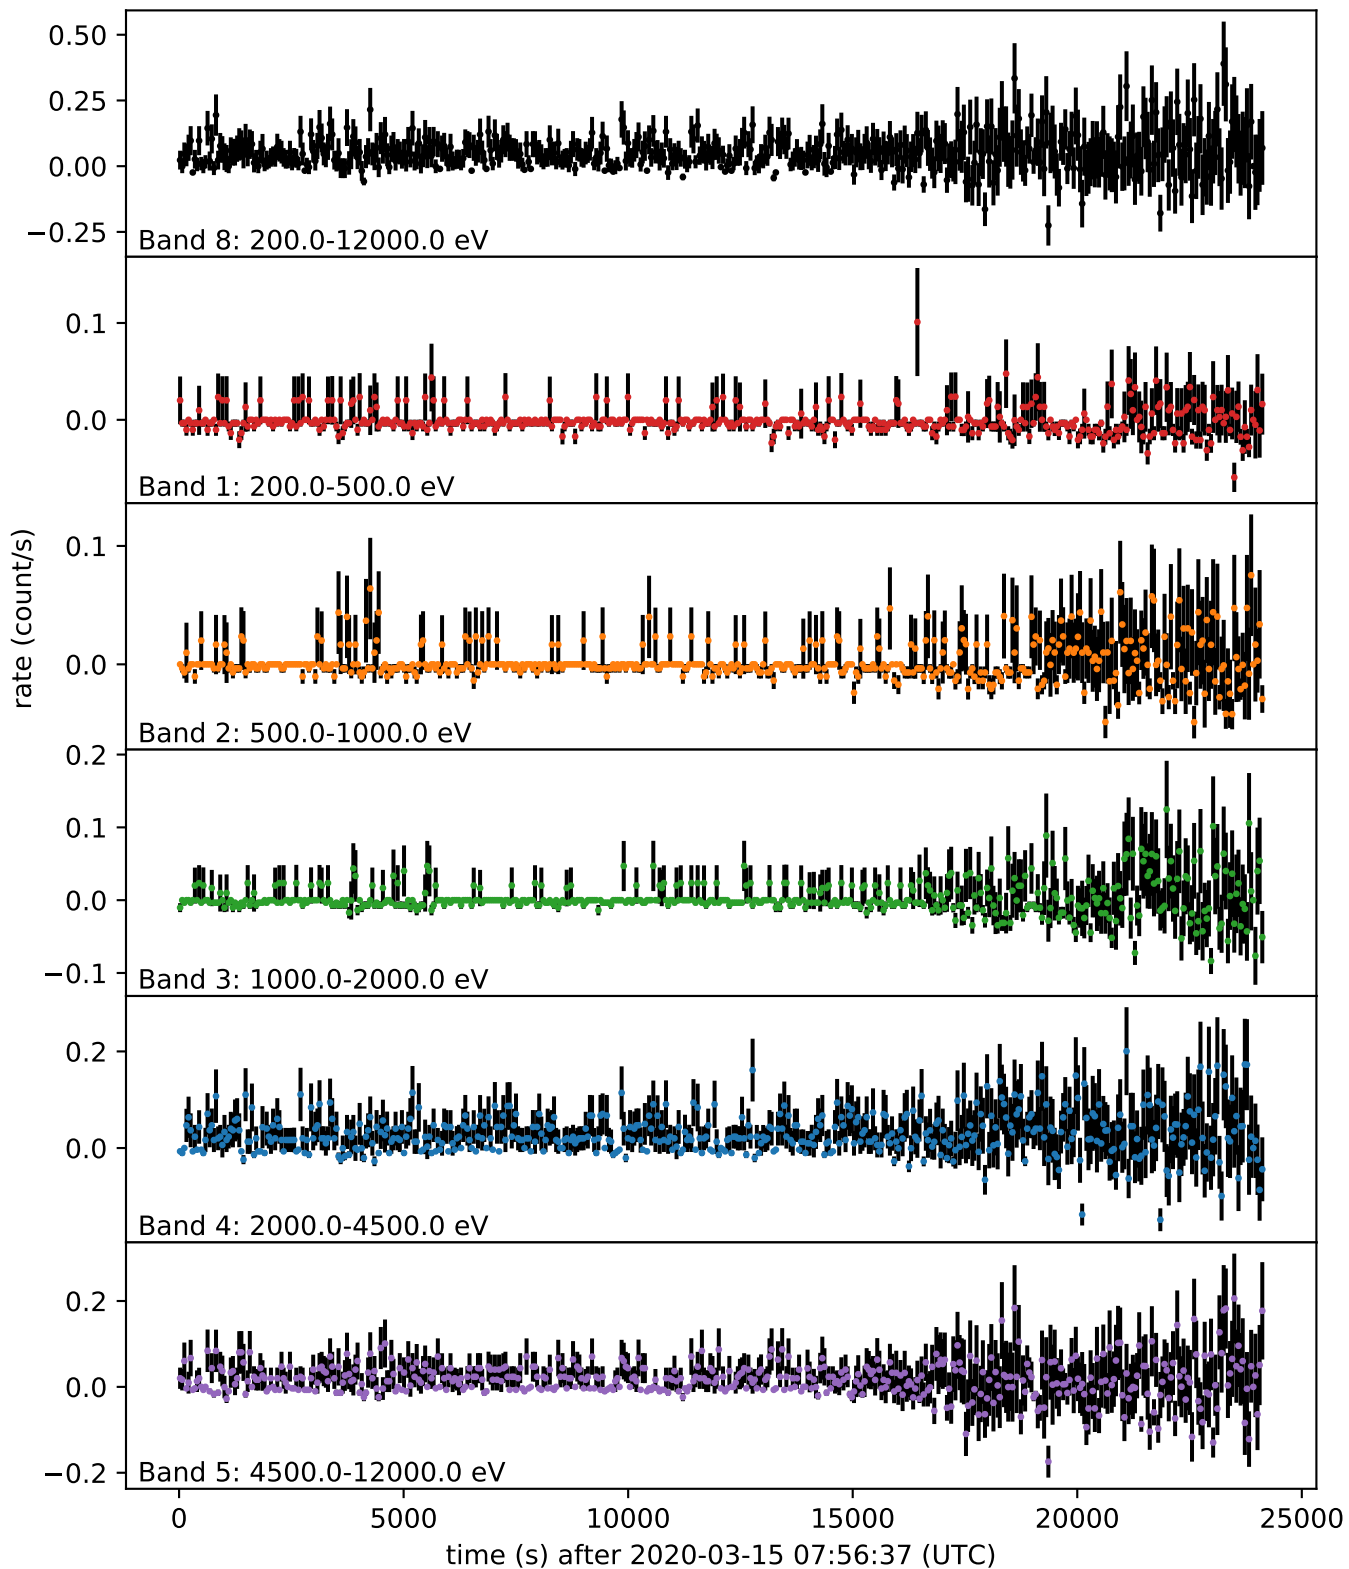 0.50
0.25
0.00
−0.25
Band 8: 200.0-12000.0 eV
0.1
0.0
Band 1: 200.0-500.0 eV
0.1
0.0
Band 2: 500.0-1000.0 eV
rate (count/s)
0.2
0.1
0.0
−0.1
Band 3: 1000.0-2000.0 eV
0.2
0.0
Band 4: 2000.0-4500.0 eV
0.2
0.0
−0.2
Band 5: 4500.0-12000.0 eV
0 5000 10000 15000 20000 25000
time (s) after 2020-03-15 07:56:37 (UTC)